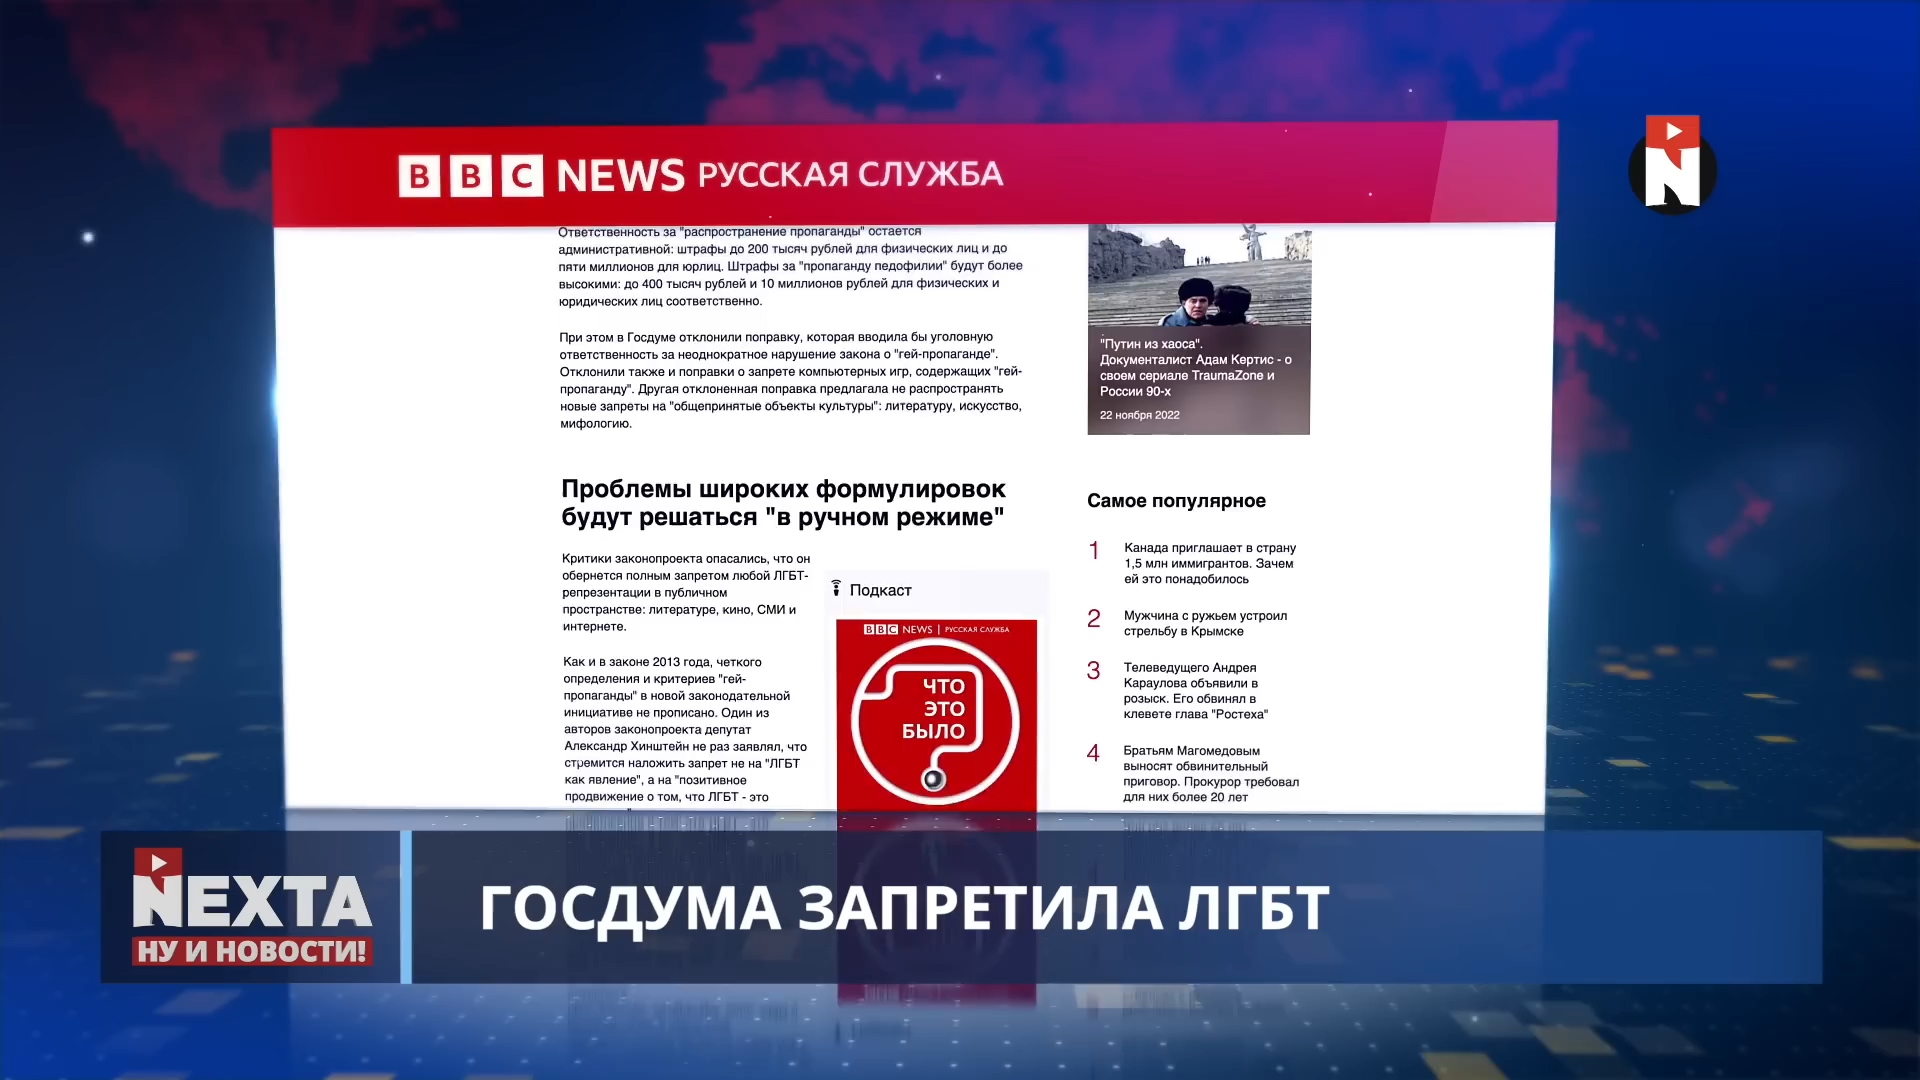 BBC NEWS РУССКАЯ СЛУЖБА
N
Ответственность за "распространение пропаганды" остается
административной: штрафы до 200 тысяч рублей для физических лиц и до
пяти миллионов для юрлиц. Штрафы за "пропаганду педофилии" будут более
высокими: до 400 тысяч рублей и 10 миллионов рублей для физических и
юридических лиц соответственно.
При этом в Госдуме отклонили поправку, которая вводила бы уголовную
ответственность за неоднократное нарушение закона о "гей-пропаганде".
Отклонили также и поправки о запрете компьютерных игр, содержащих "гей-
пропаганду". Другая отклоненная поправка предлагала не распространять
новые запреты на "общепринятые объекты культуры": литературу, искусство,
мифологию.
Проблемы широких формулировок
будут решаться "в ручном режиме"
Критики законопроекта опасались, что он
обернется полным запретом любой ЛГБТ-
репрезентации в публичном
пространстве: литературе, кино, СМИ и
интернете.
Как и в законе 2013 года, четкого
определения и критериев "гей-
пропаганды" в новой законодательной
инициативе не прописано. Один из
авторов законопроекта депутат
Александр Хинштейн не раз заявлял, что
стремится наложить запрет не на "ЛГБТ
как явление", а на "позитивное
продвижение о том, что ЛГБТ - это
Подкаст
BBC NEWS | РУССКАЯ СЛУЖБА
ЧТО
ЭТО
БЫЛО
"Путин из хаоса".
Документалист Адам Кертис - о
своем сериале TraumaZone и
России 90-х
22 ноября 2022
Самое популярное
1 Канада приглашает в страну
1,5 млн иммигрантов. Зачем
ей это понадобилось
2 Мужчина с ружьем устроил
стрельбу в Крымске
3 Телеведущего Андрея
Караулова объявили в
розыск. Его обвинял в
клевете глава "Ростеха"
4 Братьям Магомедовым
выносят обвинительный
приговор. Прокурор требовал
для них более 20 лет
NEXTA
НУ И НОВОСТИ!
ГОСДУМА ЗАПРЕТИЛА ЛГБТ